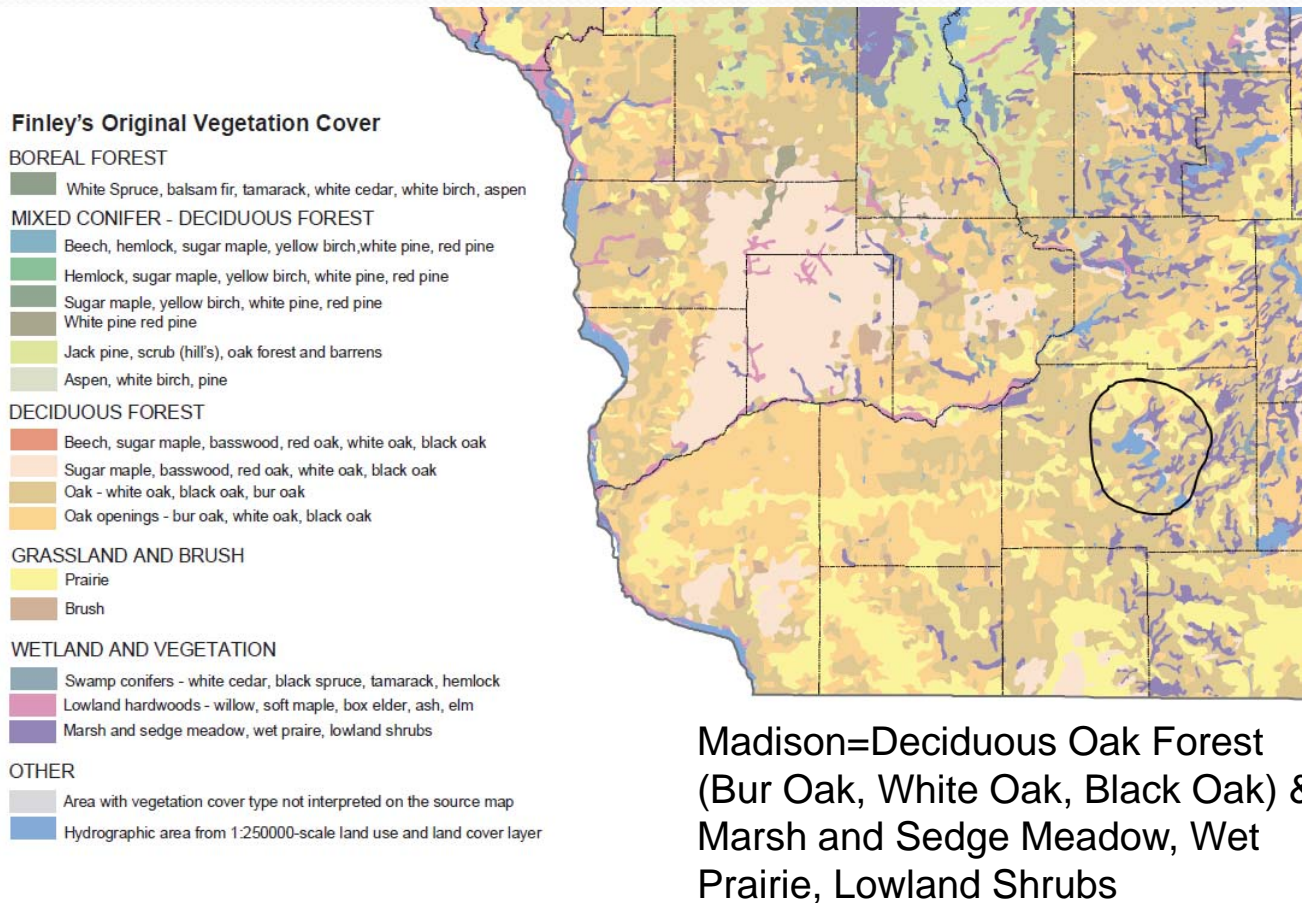 Finley's Original Vegetation Cover
BOREAL FOREST
White Spruce, balsam fir, tamarack, white cedar, white birch, aspen
MIXED CONIFER - DECIDUOUS FOREST
Beech, hemlock, sugar maple, yellow birch,white pine, red pine
Hemlock, sugar maple, yellow birch, white pine, red pine
Sugar maple, yellow birch, white pine, red pine
White pine red pine
Jack pine, scrub (hill's), oak forest and barrens
Aspen, white birch, pine
DECIDUOUS FOREST
Beech, sugar maple, basswood, red oak, white oak, black oak
Sugar maple, basswood, red oak, white oak, black oak
Oak - white oak, black oak, bur oak
Oak openings - bur oak, white oak, black oak
GRASSLAND AND BRUSH
Prairie
Brush
WETLAND AND VEGETATION
Swamp conifers - white cedar, black spruce, tamarack, hemlock
Lowland hardwoods - willow, soft maple, box elder, ash, elm
Marsh and sedge meadow, wet praire, lowland shrubs
OTHER
Area with vegetation cover type not interpreted on the source map
Hydrographic area from 1:250000-scale land use and land cover layer
Madison=Deciduous Oak Forest
(Bur Oak, White Oak, Black Oak) &
Marsh and Sedge Meadow, Wet
Prairie, Lowland Shrubs